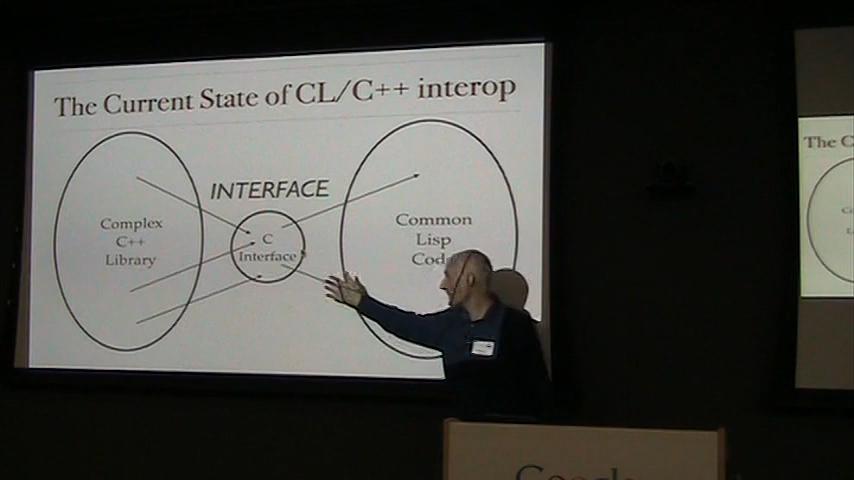 The Current State of CL/C++ interop
INTERFACE
Complex
C++
Library
C
Interface
Common
Lisp
Code
The C
Google